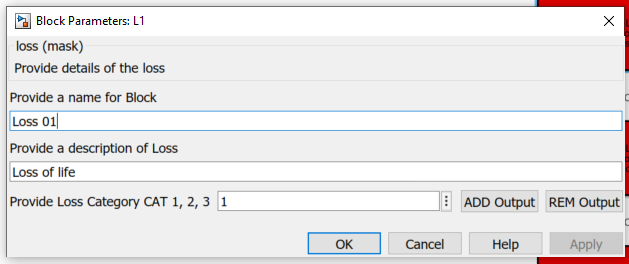 Block Parameters: L1
loss (mask)
Provide details of the loss
Provide a name for Block
Loss 01
Provide a description of Loss
Loss of life
Provide Loss Category CAT 1, 2, 3 1 ADD Output REM Output
OK Cancel Help Apply